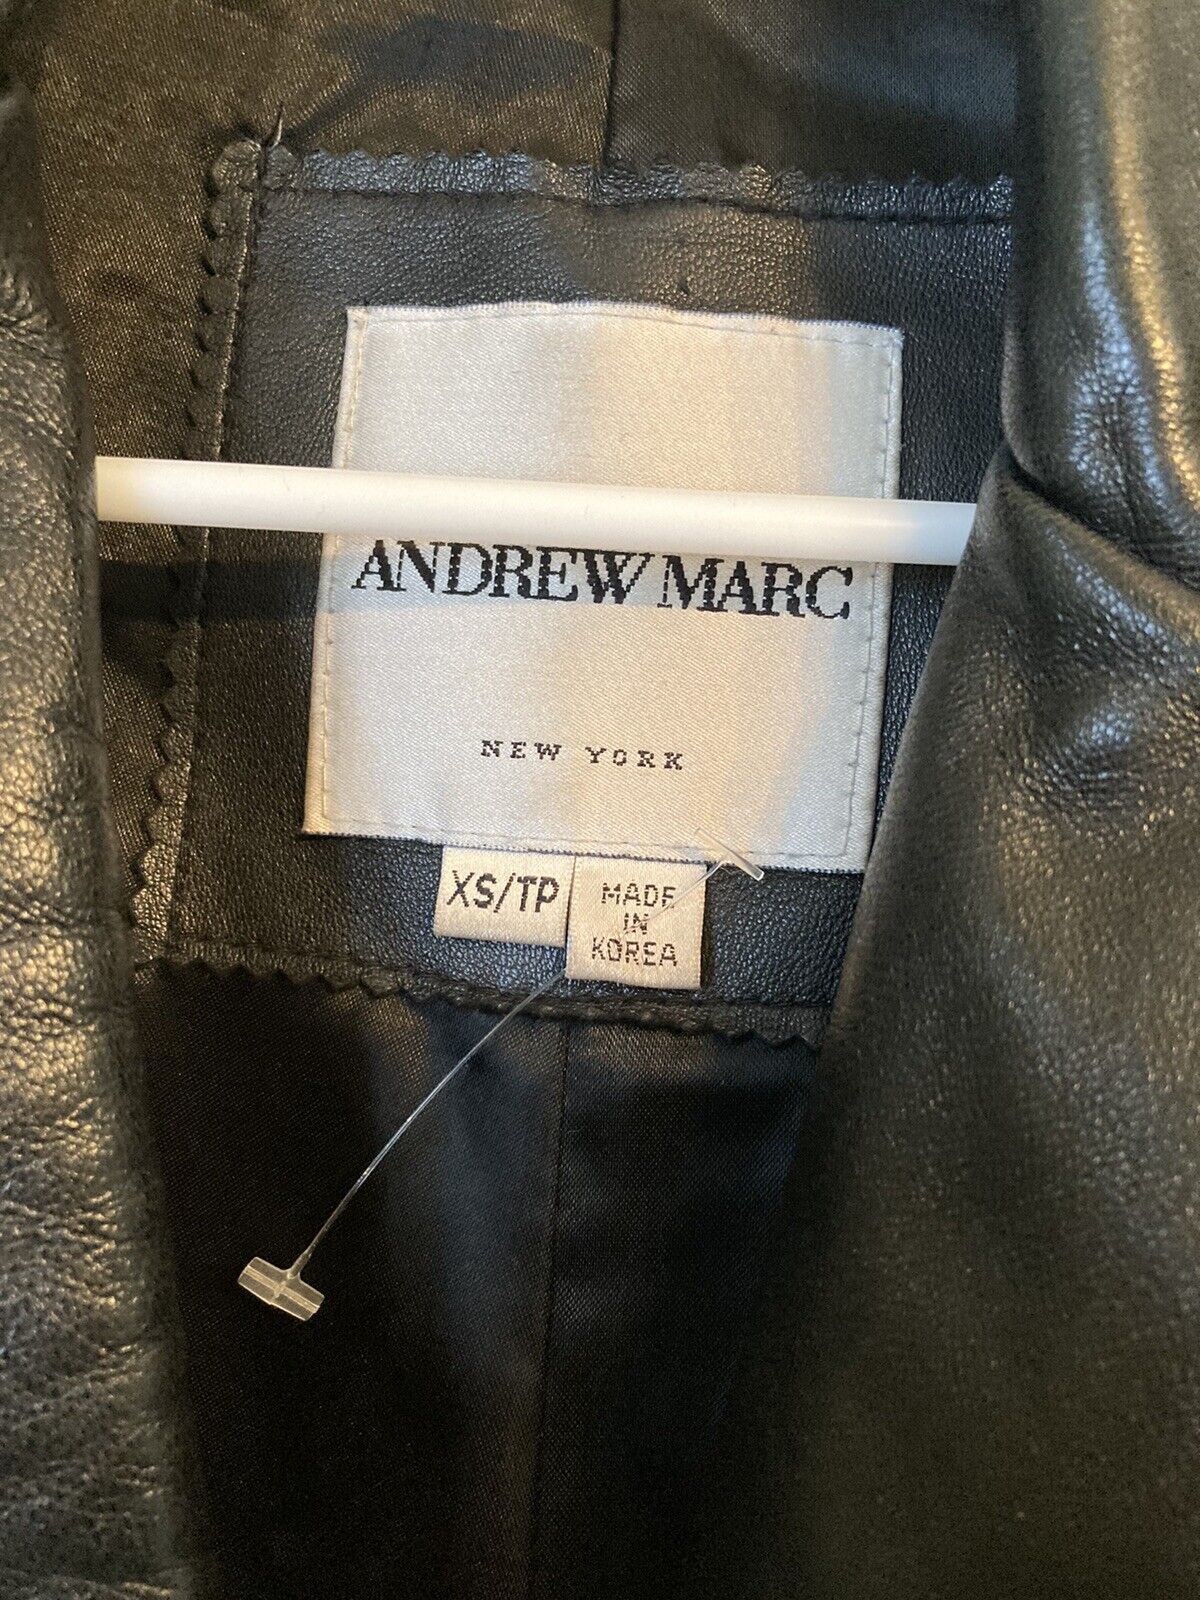 ANDREW MARC
NEW YORK
XS/TP
MADE
IN
KOREA